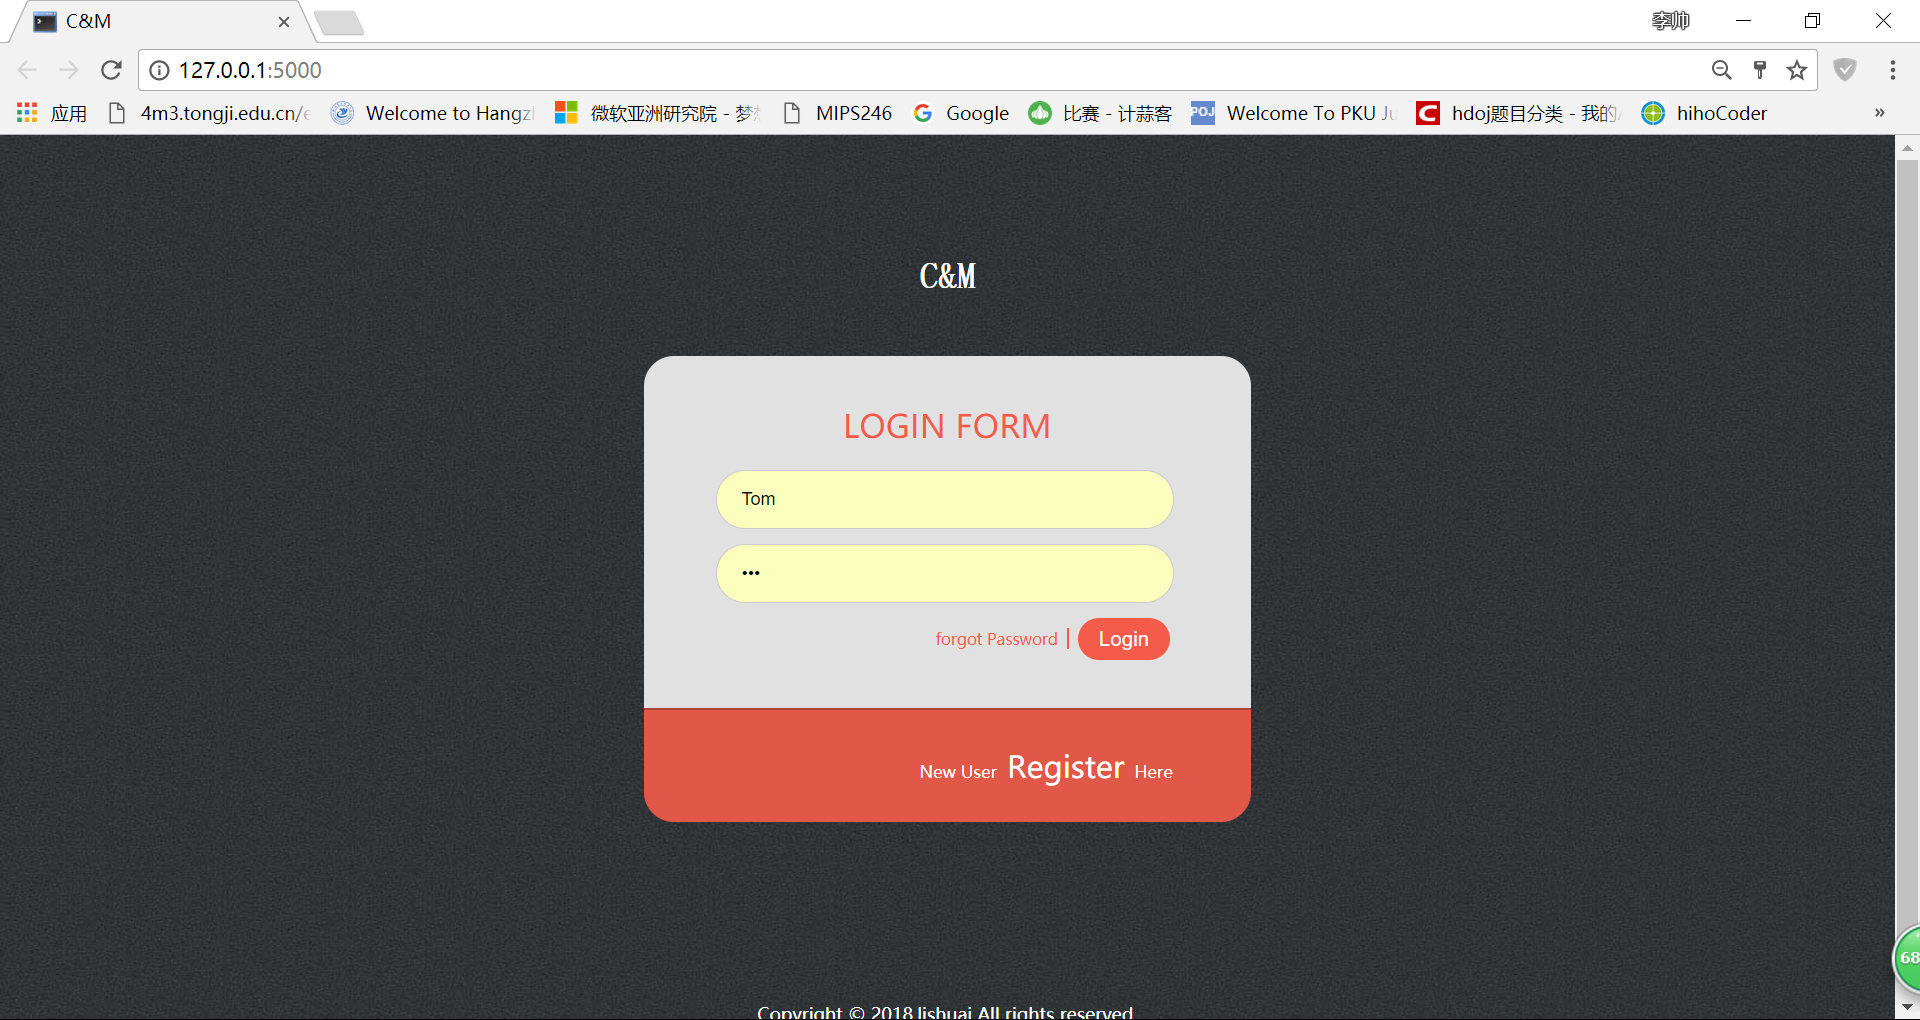 C&M
李帅
127.0.0.1:5000
应用 4m3.tongji.edu.cn/e Welcome to Hangz 微软亚洲研究院 - 梦 MIPS246 Google 比赛 - 计蒜客 POJ Welcome To PKU Ju hdoj题目分类 - 我的 hihoCoder »
C&M
LOGIN FORM
Tom
•••
forgot Password | Login
New User Register Here
68
Copyright © 2018 lishuai All rights reserved